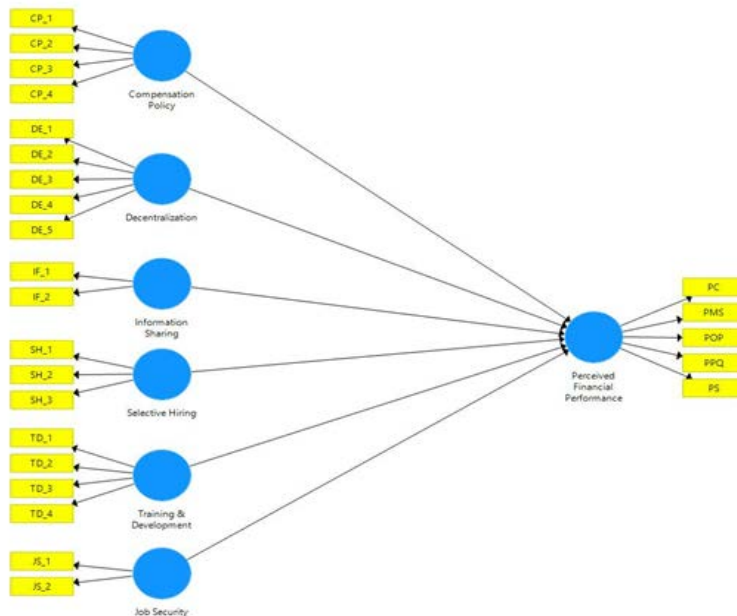 CP_1
CP_2
CP_3
CP_4
Compensation
Policy
DE_1
DE_2
DE_3
DE_4
DE_5
Decentralization
IF_1
IF_2
Information
Sharing
SH_1
SH_2
SH_3
Selective Hiring
TD_1
TD_2
TD_3
TD_4
Training &
Development
JS_1
JS_2
Job Security
Perceived
Financial
Performance
PC
PMS
POP
PPQ
PS